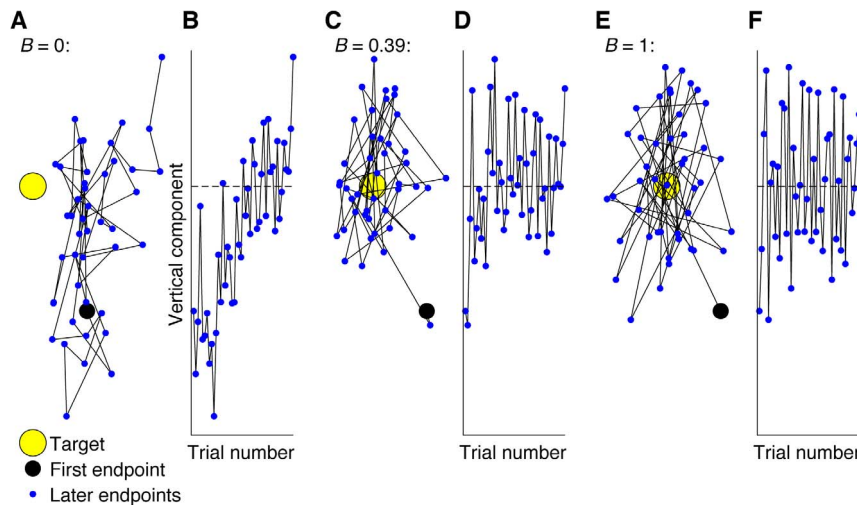 A B C D E F
B = 0: B = 0.39: B = 1:
Vertical component
Trial number Trial number Trial number
Target
First endpoint
Later endpoints